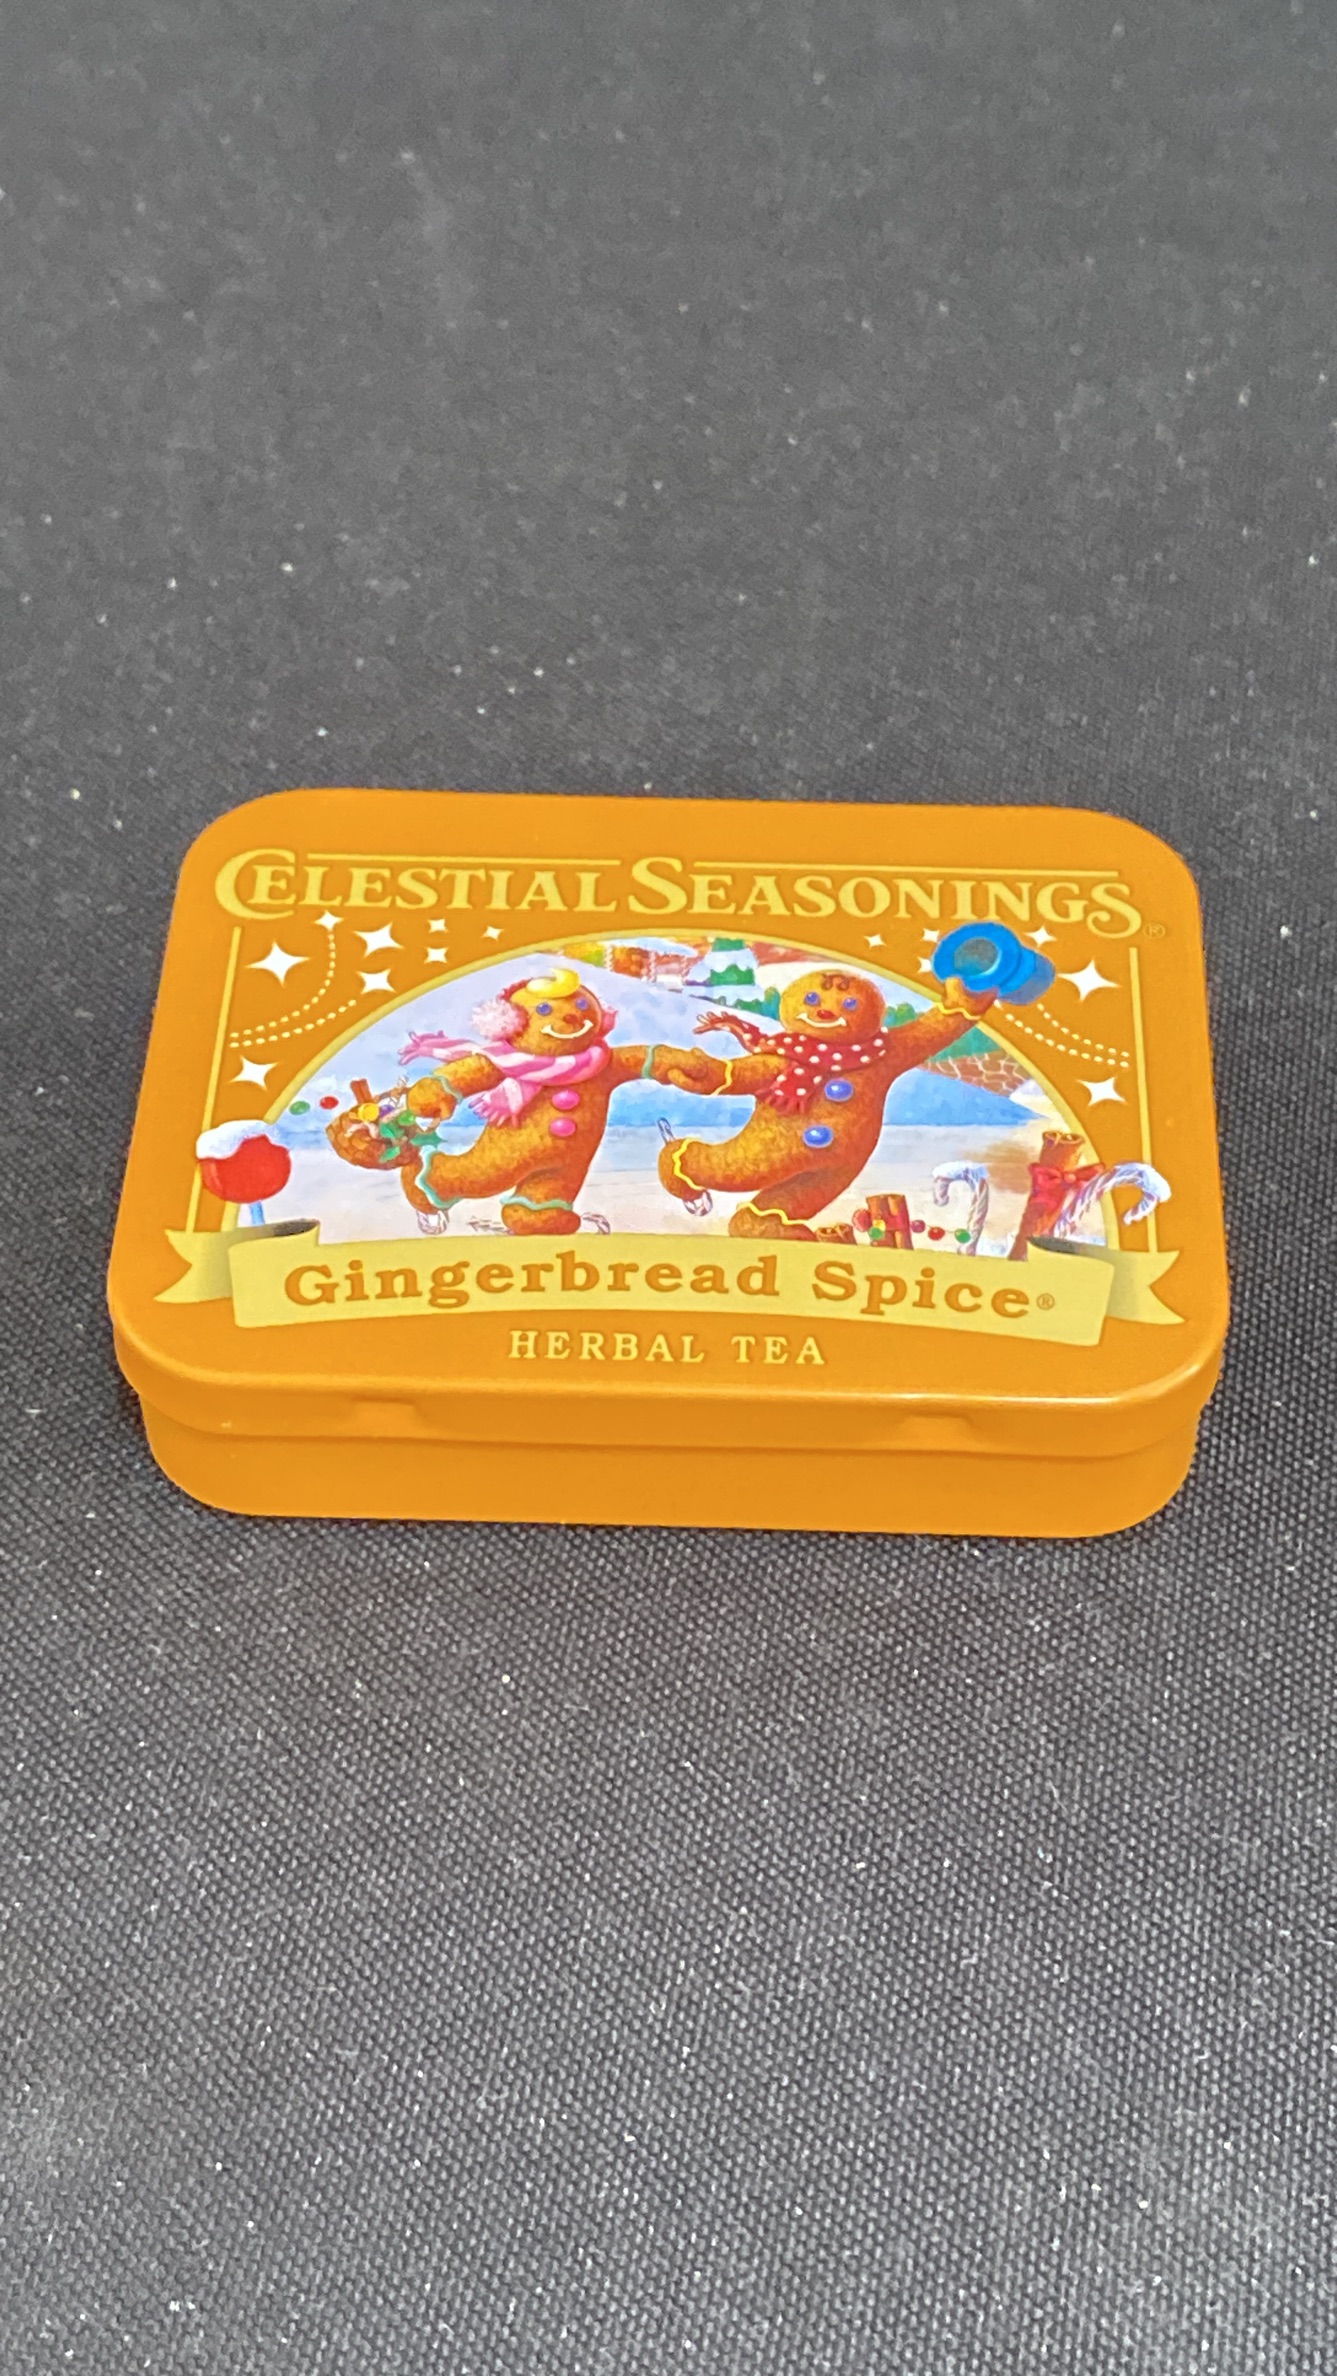 CELESTIAL SEASONINGS®
Gingerbread Spice®
HERBAL TEA